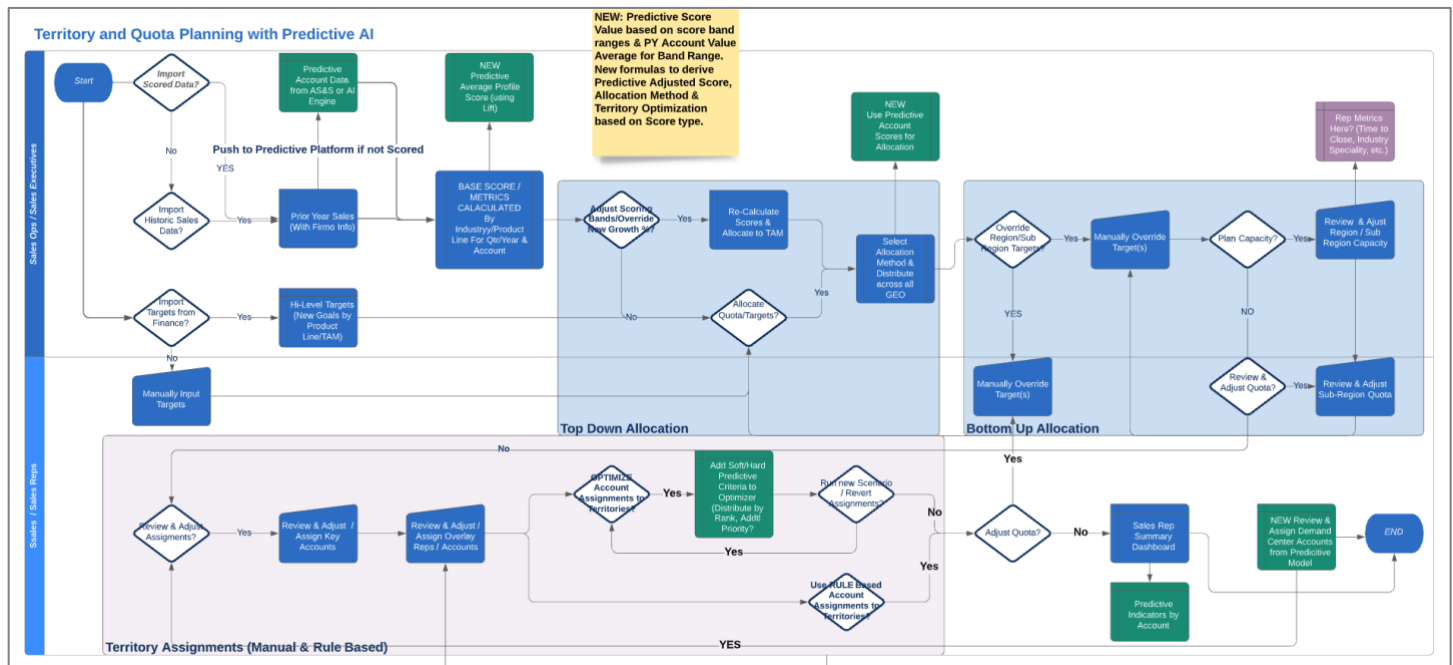 Territory and Quota Planning with Predictive AI
NEW: Predictive Score
Value based on score band
ranges & PY Account Value
Average for Band Range.
New formulas to derive
Predictive Adjusted Score,
Allocation Method &
Territory Optimization
based on Score type.
Sales Ops / Sales Executives
Start
Import
Scored Data?
Predictive
Account Data
from AS&S or AI
Engine
NEW
Predictive
Average Profile
Score (using
Lift)
NEW
Use Predictive
Account
Scores for
Allocation
Rep Metrics
Here? (Time to
Close, Industry
Speciality, etc.)
No
YES
Push to Predictive Platform if not Scored
Import
Historic Sales
Data?
Yes
Prior Year Sales
(With Firmo Info)
BASE SCORE /
METRICS
CALACULATED
By
Industryy/Product
Line For Qtr/Year &
Account
Adjust Scoring
Bands/Override
New Growth %?
Yes
Re-Calculate
Scores &
Allocate to TAM
Select
Allocation
Method &
Distribute
across all
GEO
Override
Region/Sub
Region Targets?
Yes
Manually Override
Target(s)
Plan Capacity?
Yes
Review & Ajust
Region / Sub
Region Capacity
Import
Targets from
Finance?
Yes
Hi-Level Targets
(New Goals by
Product
Line/TAM)
No
Allocate
Quota/Targets?
Yes
YES
NO
No
Manually Input
Targets
Manually Override
Target(s)
Review &
Adjust Quota?
Yes
Review & Adjust
Sub-Region Quota
Top Down Allocation
Bottom Up Allocation
Ssales / Sales Reps
No
Yes
Review & Adjust
Assigments?
Yes
Review & Adjust /
Assign Key
Accounts
Review & Adjust /
Assign Overlay
Reps / Accounts
OPTIMIZE
Account
Assignments to
Territories?
Yes
Add Soft/Hard
Predictive
Criteria to
Optimizer
(Distribute by
Rank, Addtl
Priority?
Run new Scenerio
/ Revert
Assignments?
No
Yes
Yes
Use RULE Based
Account
Assignments to
Territories?
Adjust Quota?
No
Sales Rep
Summary
Dashboard
Predictive
Indicators by
Account
NEW Review &
Assign Demand
Center Accounts
from Predicitive
Model
END
YES
Territory Assignments (Manual & Rule Based)